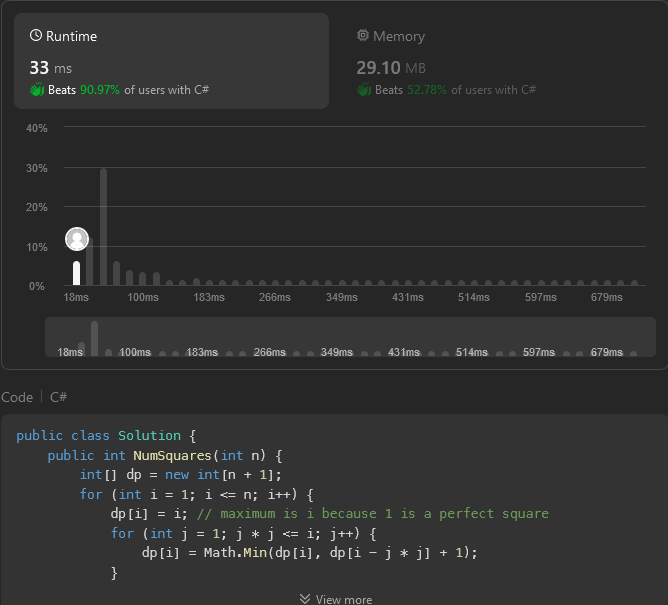 Runtime
Memory
33 ms
29.10 MB
Beats 90.97% of users with C#
Beats 52.78% of users with C#
40%
30%
20%
10%
0%
18ms 100ms 183ms 266ms 349ms 431ms 514ms 597ms 679ms
18ms 100ms 183ms 266ms 349ms 431ms 514ms 597ms 679ms
Code | C#
public class Solution {
    public int NumSquares(int n) {
        int[] dp = new int[n + 1];
        for (int i = 1; i <= n; i++) {
            dp[i] = i; // maximum is i because 1 is a perfect square
            for (int j = 1; j * j <= i; j++) {
                dp[i] = Math.Min(dp[i], dp[i - j * j] + 1);
            }
View more